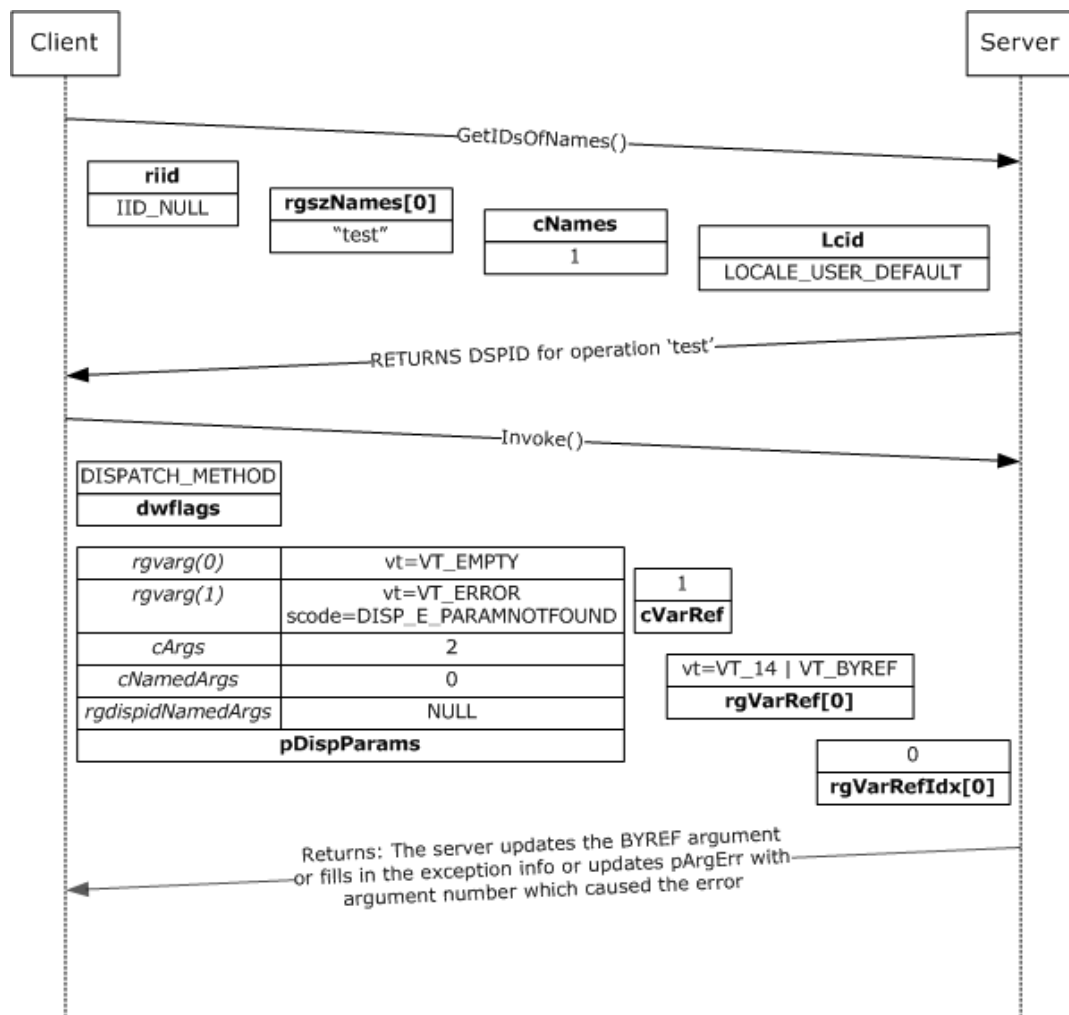 Client
Server
GetIDsOfNames()
riid
IID_NULL
rgszNames[0]
“test”
cNames
1
Lcid
LOCALE_USER_DEFAULT
RETURNS DSPID for operation ‘test’
Invoke()
DISPATCH_METHOD
dwflags
rgvarg(0) vt=VT_EMPTY
rgvarg(1) vt=VT_ERROR
scode=DISP_E_PARAMNOTFOUND
cArgs 2
cNamedArgs 0
rgdispidNamedArgs NULL
pDispParams
1
cVarRef
vt=VT_14 | VT_BYREF
rgVarRef[0]
0
rgVarRefIdx[0]
Returns: The server updates the BYREF argument
or fills in the exception info or updates pArgErr with
argument number which caused the error